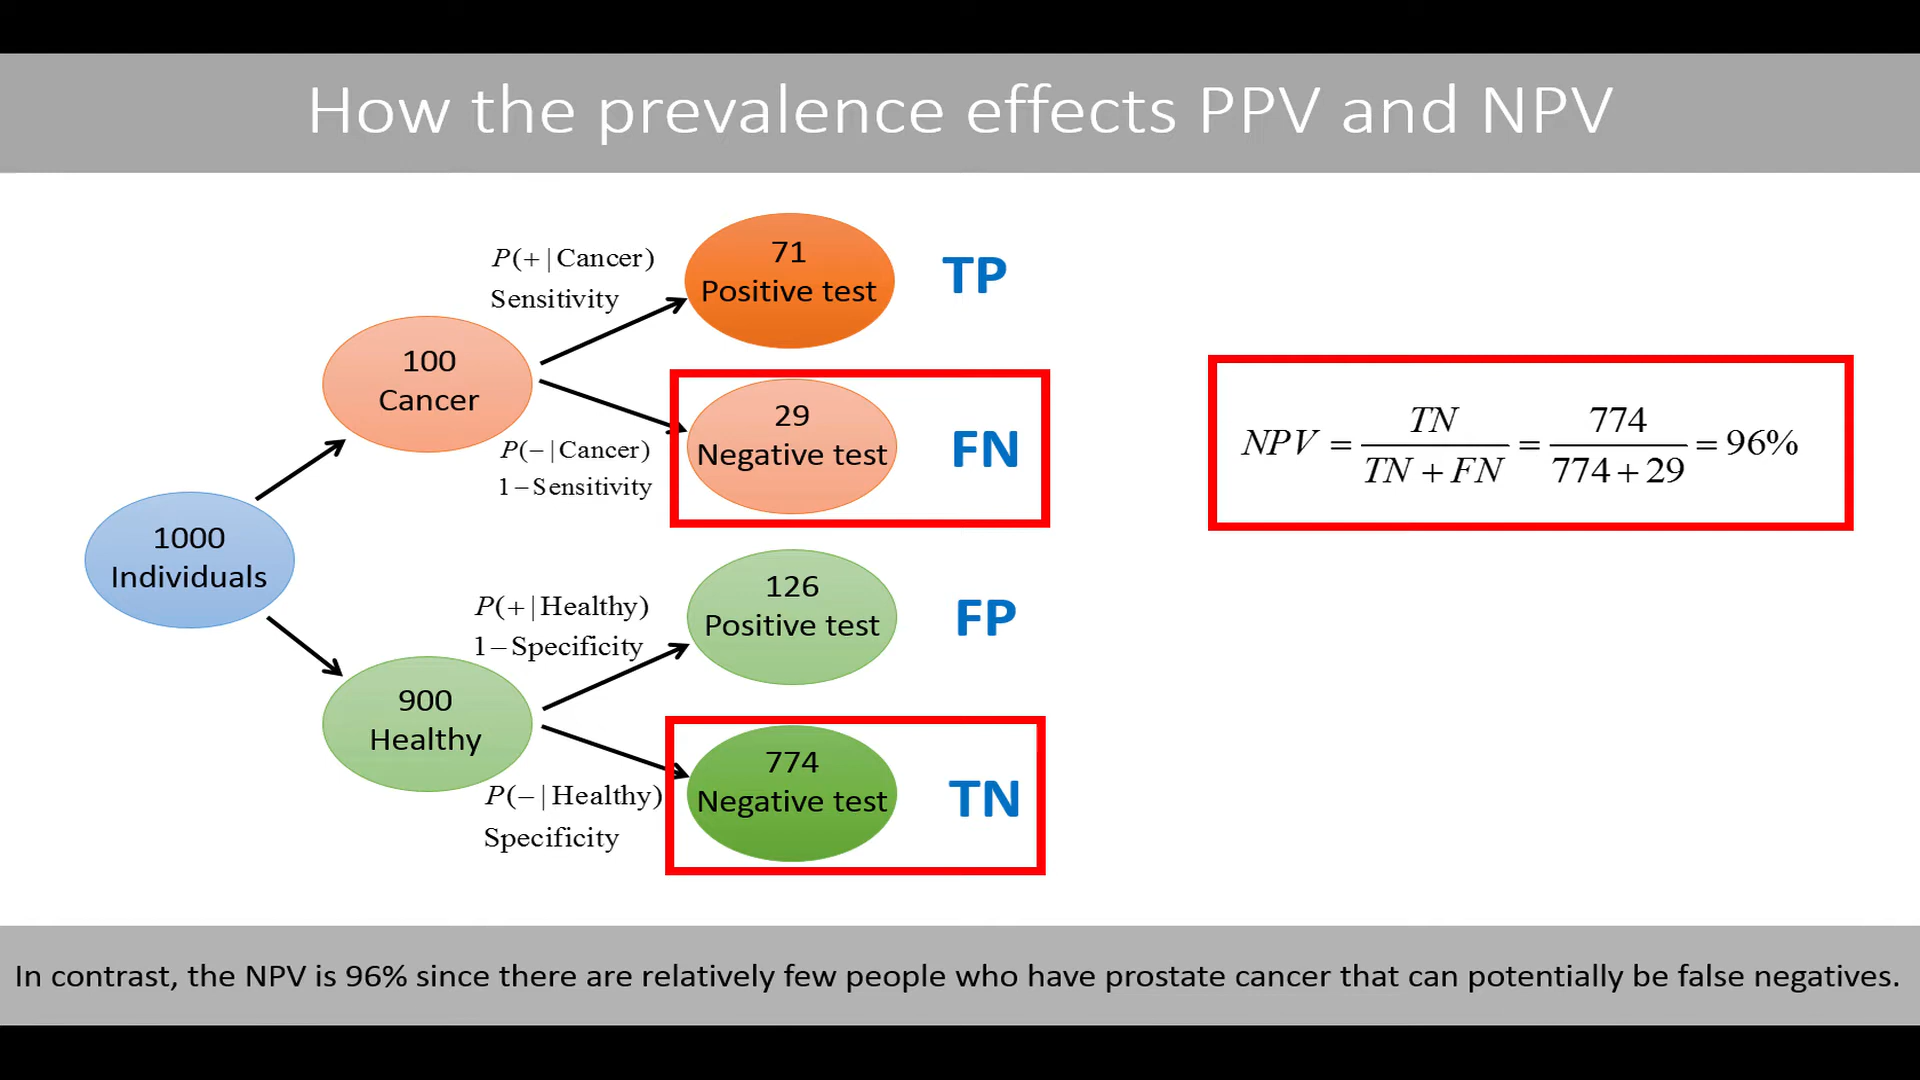 How the prevalence effects PPV and NPV
P(+|Cancer)
Sensitivity
71
Positive test
TP
100
Cancer
P(−|Cancer)
1−Sensitivity
29
Negative test
FN
NPV = TN / (TN + FN) = 774 / (774 + 29) = 96%
1000
Individuals
P(+|Healthy)
1−Specificity
126
Positive test
FP
900
Healthy
P(−|Healthy)
Specificity
774
Negative test
TN
In contrast, the NPV is 96% since there are relatively few people who have prostate cancer that can potentially be false negatives.